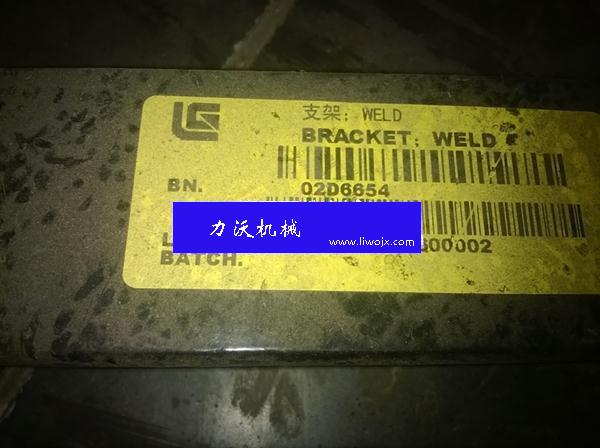 支架；WELD
BRACKET；WELD
BN.
02D6654
力沃机械
www.liwojx.com
00002
BATCH.